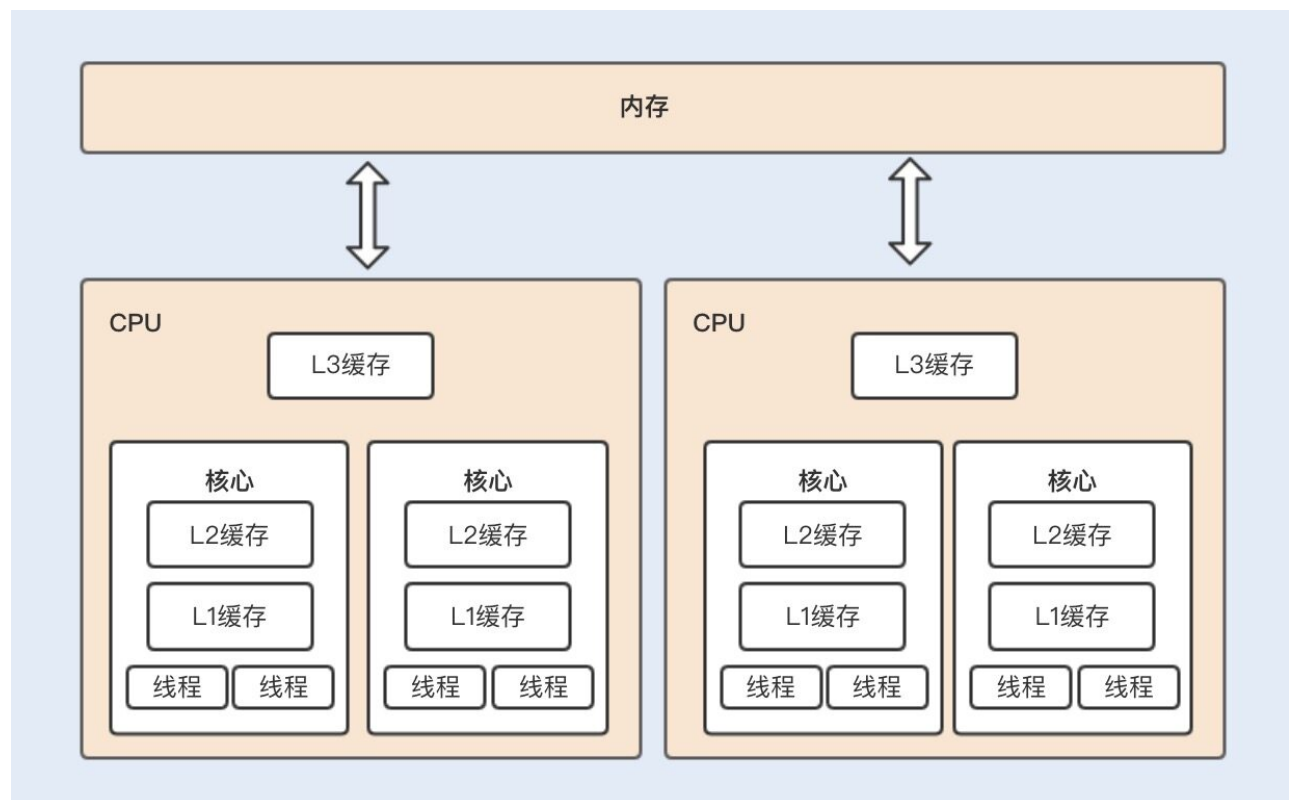 内存
CPU
L3缓存
核心
L2缓存
L1缓存
线程 线程
核心
L2缓存
L1缓存
线程 线程
CPU
L3缓存
核心
L2缓存
L1缓存
线程 线程
核心
L2缓存
L1缓存
线程 线程